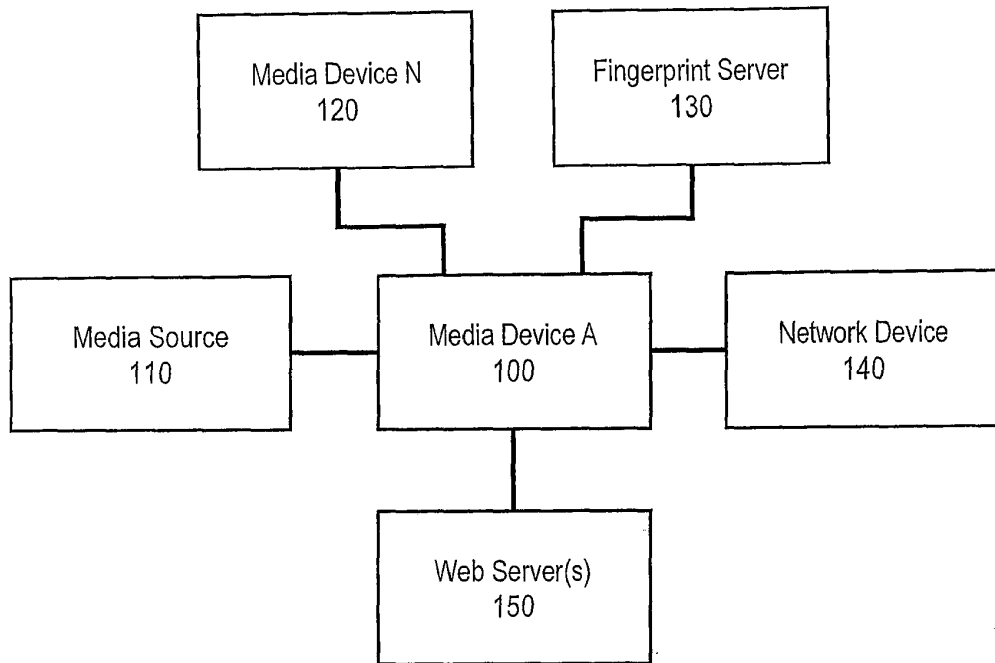 Media Device N
120
Fingerprint Server
130
Media Source
110
Media Device A
100
Network Device
140
Web Server(s)
150